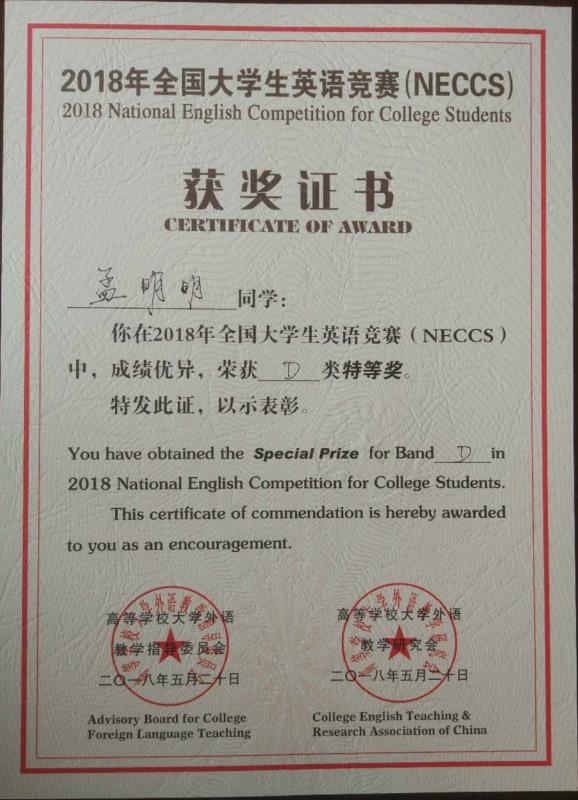 2018年全国大学生英语竞赛(NECCS)
2018 National English Competition for College Students
获奖证书
CERTIFICATE OF AWARD
孟明明 同学:
你在2018年全国大学生英语竞赛(NECCS)
中，成绩优异，荣获 D 类特等奖。
特发此证，以示表彰。
You have obtained the Special Prize for Band D in
2018 National English Competition for College Students.
This certificate of commendation is hereby awarded
to you as an encouragement.
高等学校大学外语
教学指导委员会
二〇一八年五月二十日
Advisory Board for College
Foreign Language Teaching
高等学校大学外语
教学研究会
二〇一八年五月二十日
College English Teaching &
Research Association of China